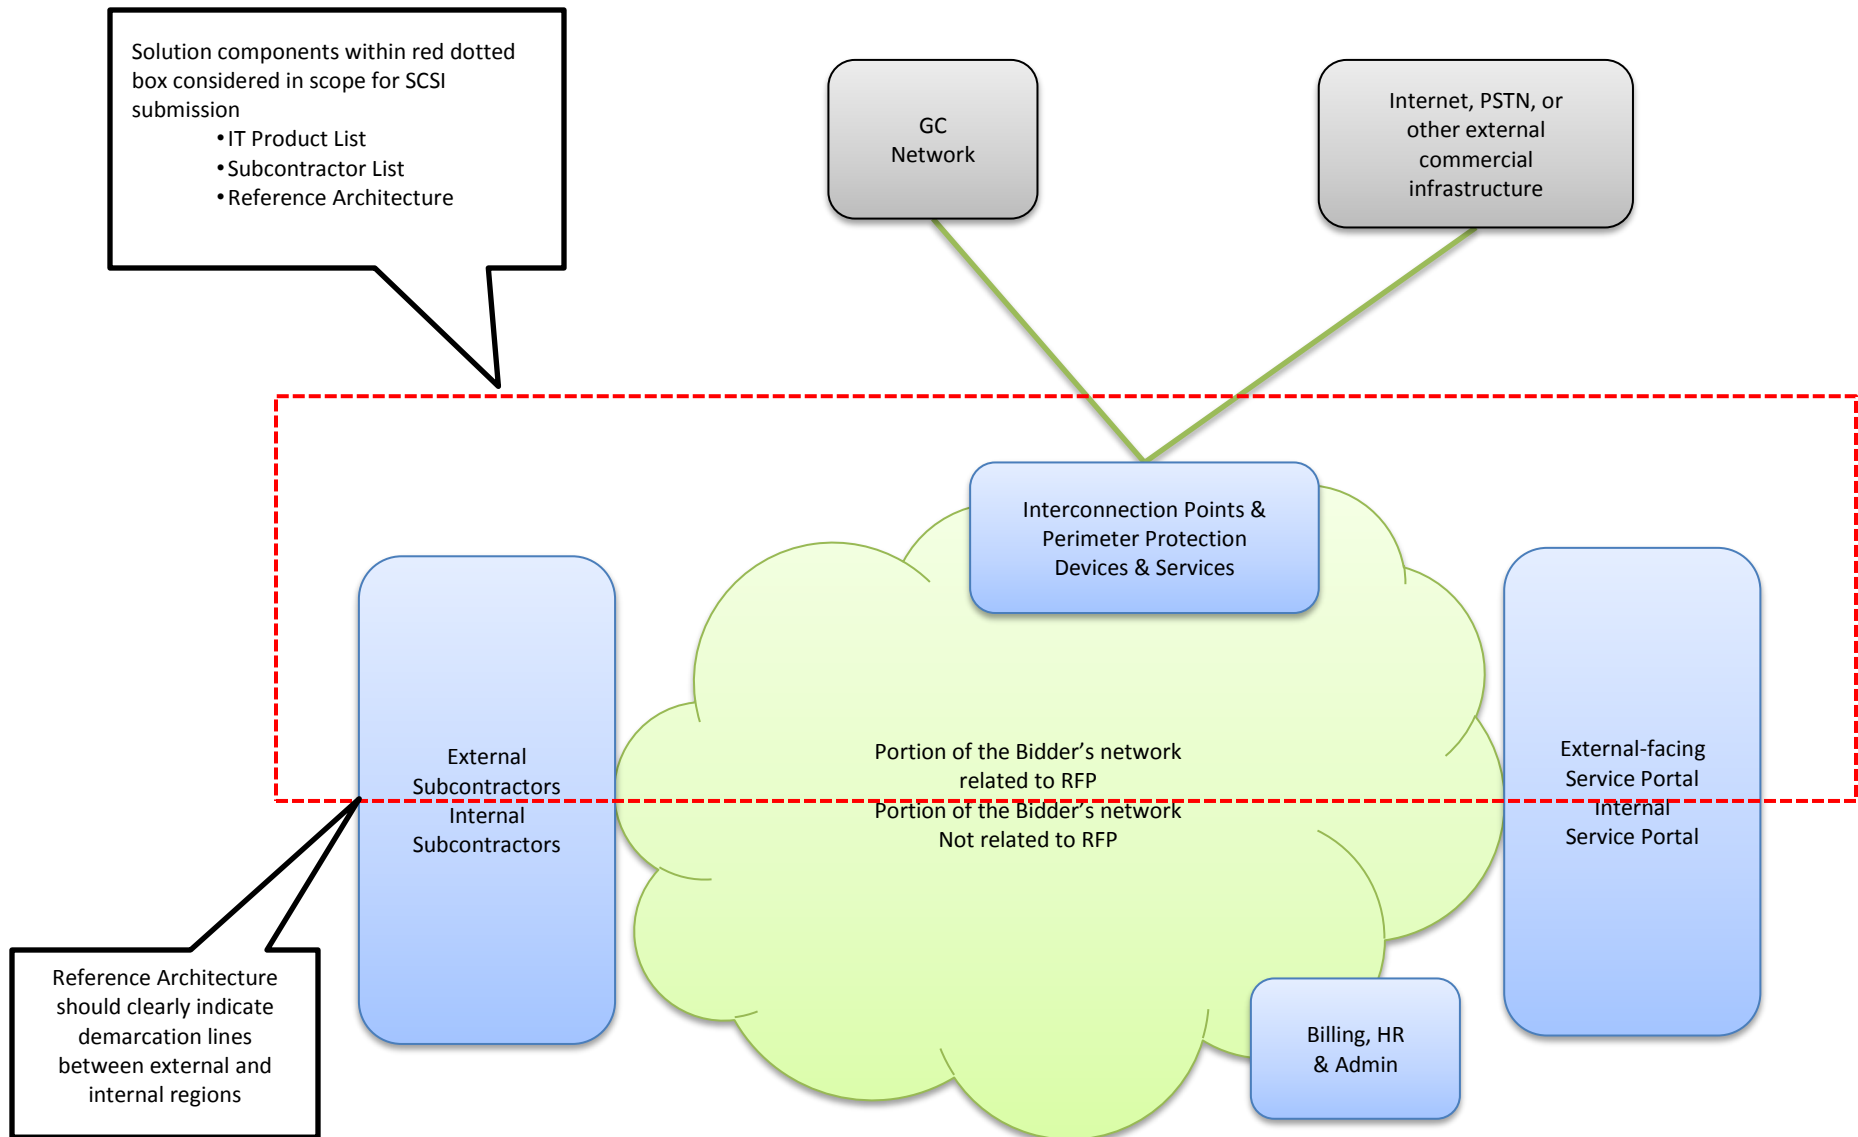 Solution components within red dotted
box considered in scope for SCSI
submission
•IT Product List
•Subcontractor List
•Reference Architecture
GC
Network
Internet, PSTN, or
other external
commercial
infrastructure
Interconnection Points &
Perimeter Protection
Devices & Services
External
Subcontractors
Internal
Subcontractors
Portion of the Bidder’s network
related to RFP
Portion of the Bidder’s network
Not related to RFP
External-facing
Service Portal
Internal
Service Portal
Reference Architecture
should clearly indicate
demarcation lines
between external and
internal regions
Billing, HR
& Admin